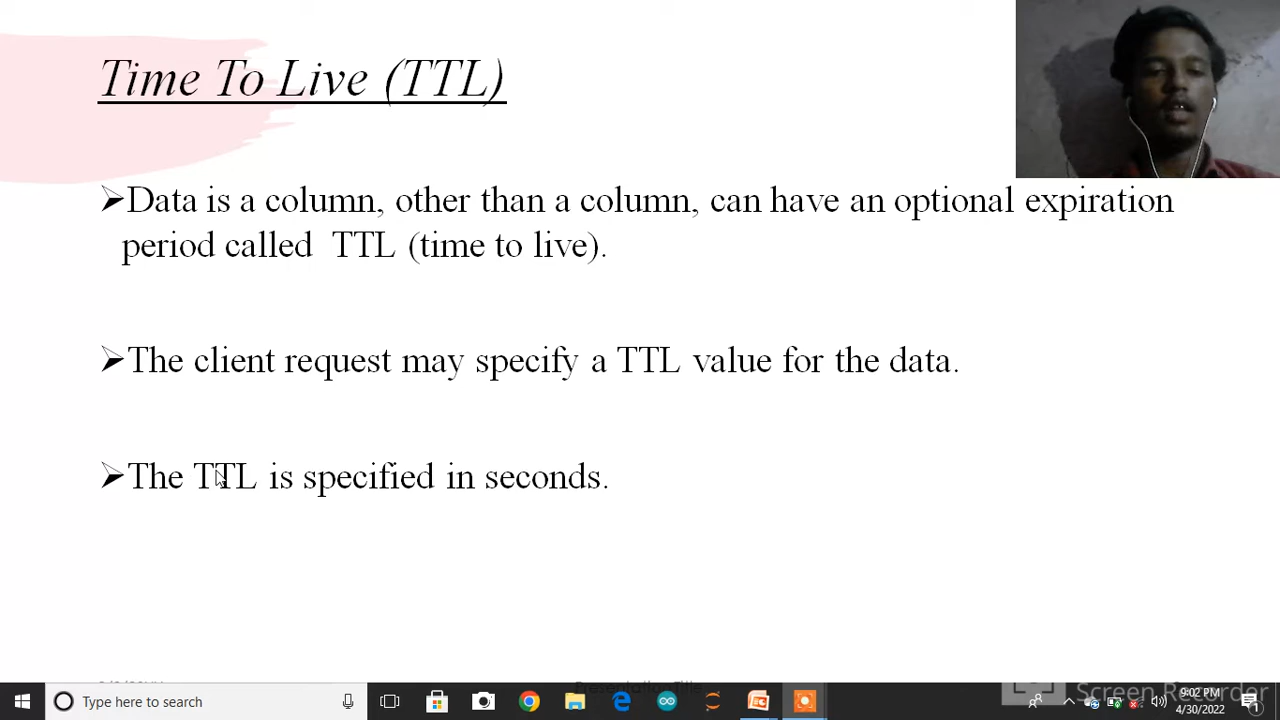 Time To Live (TTL)
➢Data is a column, other than a column, can have an optional expiration
period called TTL (time to live).
➢The client request may specify a TTL value for the data.
➢The TTL is specified in seconds.
Presentation Title
Screen Recorder
Type here to search
9:02 PM
4/30/2022